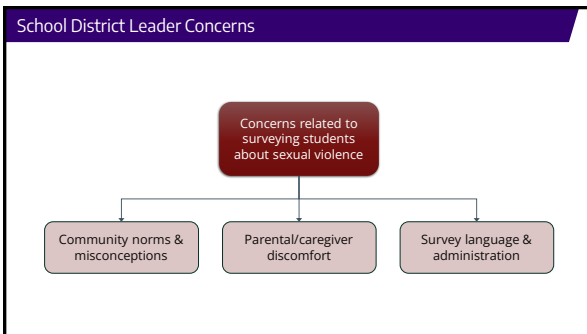 School District Leader Concerns
Concerns related to
surveying students
about sexual violence
Community norms &
misconceptions
Parental/caregiver
discomfort
Survey language &
administration